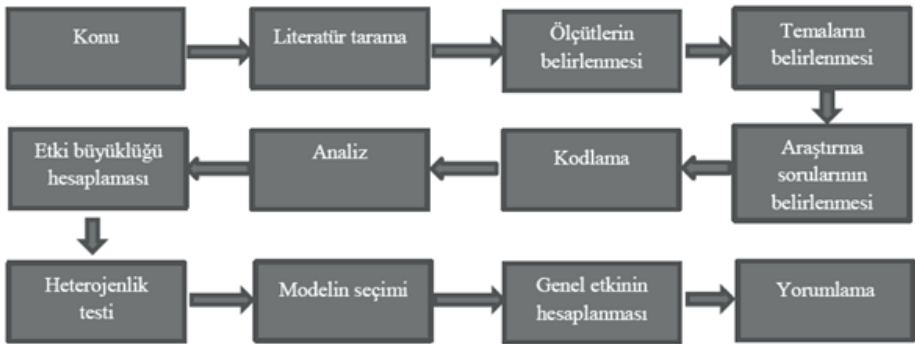 Konu
Literatür tarama
Ölçütlerin
belirlenmesi
Temaların
belirlenmesi
Araştırma
sorularının
belirlenmesi
Kodlama
Analiz
Etki büyüklüğü
hesaplaması
Heterojenlik
testi
Modelin seçimi
Genel etkinin
hesaplanması
Yorumlama